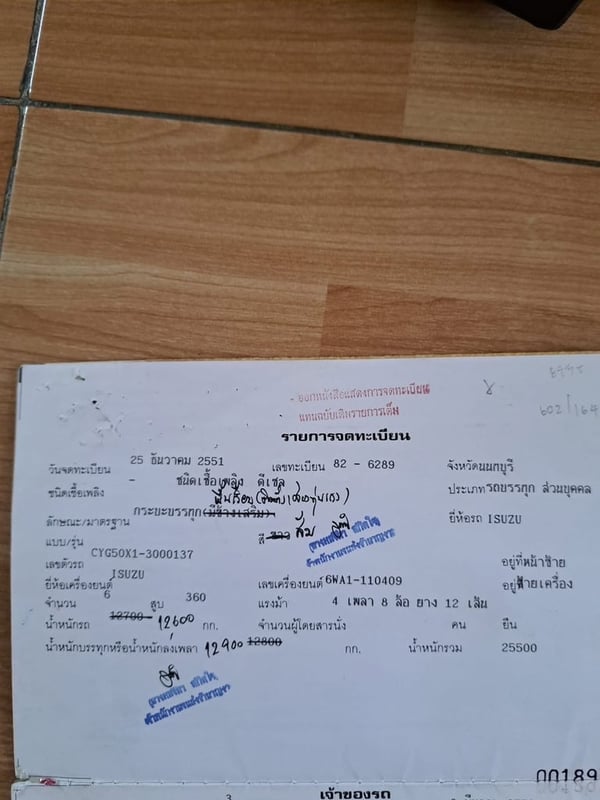 ออกหนังสือแสดงการจดทะเบียน
แทนฉบับเดิมรายการเต็ม
602/164
รายการจดทะเบียน
วันจดทะเบียน 25 ธันวาคม 2551 เลขทะเบียน 82 - 6289 จังหวัดนนทบุรี
ชนิดเชื้อเพลิง - ชนิดเชื้อเพลิง ดีเซล ประเภทรถบรรทุก ส่วนบุคคล
ลักษณะ/มาตรฐาน กระบะบรรทุก(มีข้างเสริม) สี ส้ม ยี่ห้อรถ ISUZU
แบบ/รุ่น
เลขตัวรถ CYG50X1-3000137 อยู่ที่หน้าซ้าย
ยี่ห้อเครื่องยนต์ ISUZU เลขเครื่องยนต์ 6WA1-110409 อยู่ซ้ายเครื่อง
จำนวน 6 สูบ 360 แรงม้า 4 เพลา 8 ล้อ ยาง 12 เส้น
น้ำหนักรถ 12700 12,600 กก. จำนวนผู้โดยสารนั่ง คน ยืน
น้ำหนักบรรทุกหรือน้ำหนักลงเพลา 12900 12800 กก. น้ำหนักรวม 25500
00189
3 เจ้าของรถ